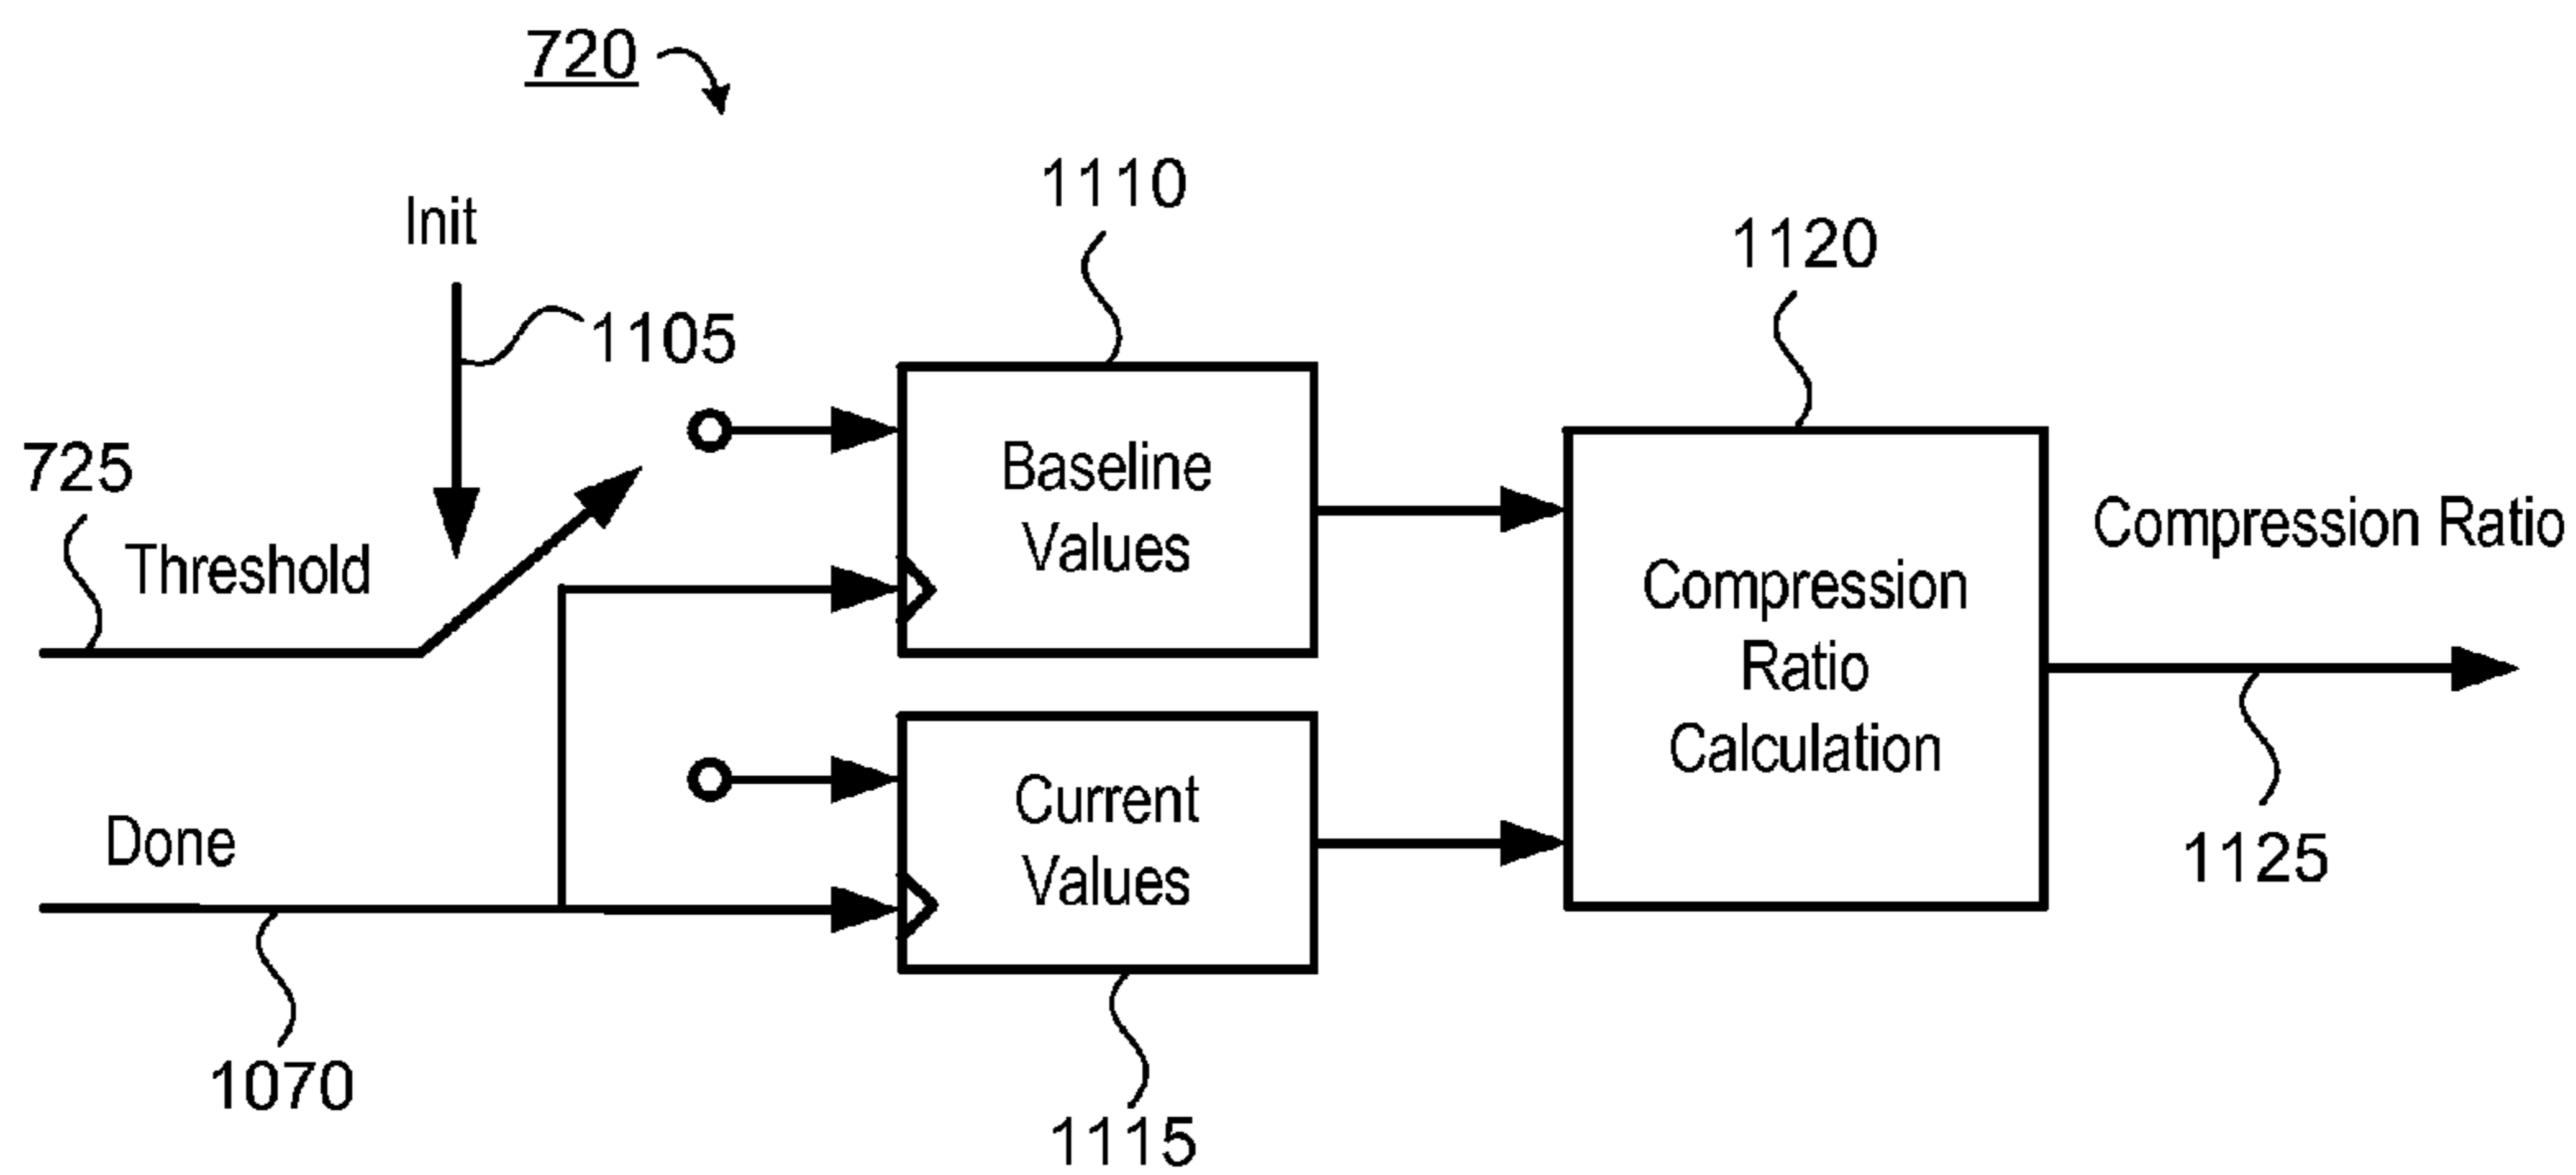 720
1110
Init
1120
1105
725
Threshold
Baseline
Values
Compression
Ratio
Calculation
Compression Ratio
Current
Values
Done
1125
1070
1115